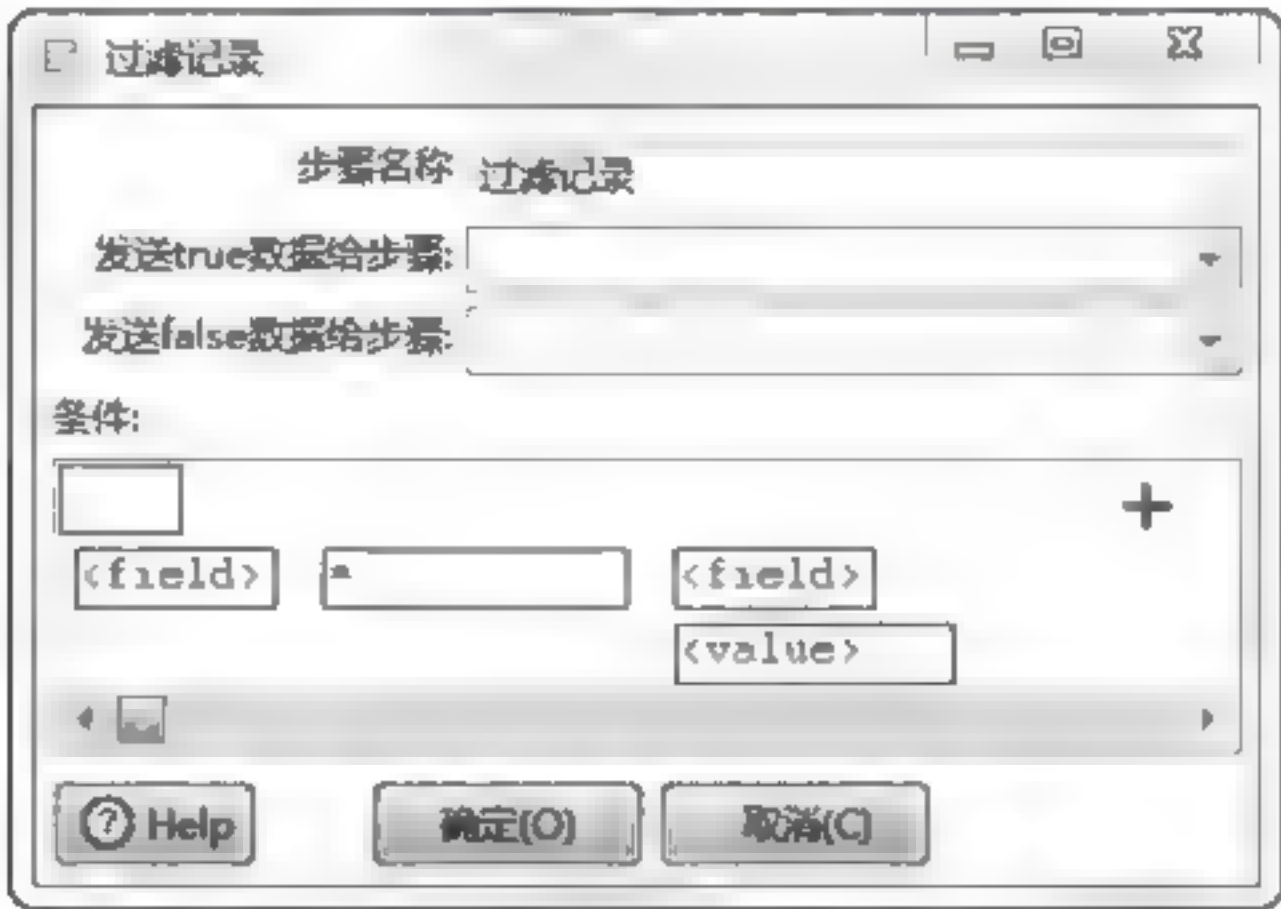 过滤记录
步骤名称 过滤记录
发送true数据给步骤:
发送false数据给步骤:
条件:
<field> = <field>
<value>
Help 确定(O) 取消(C)